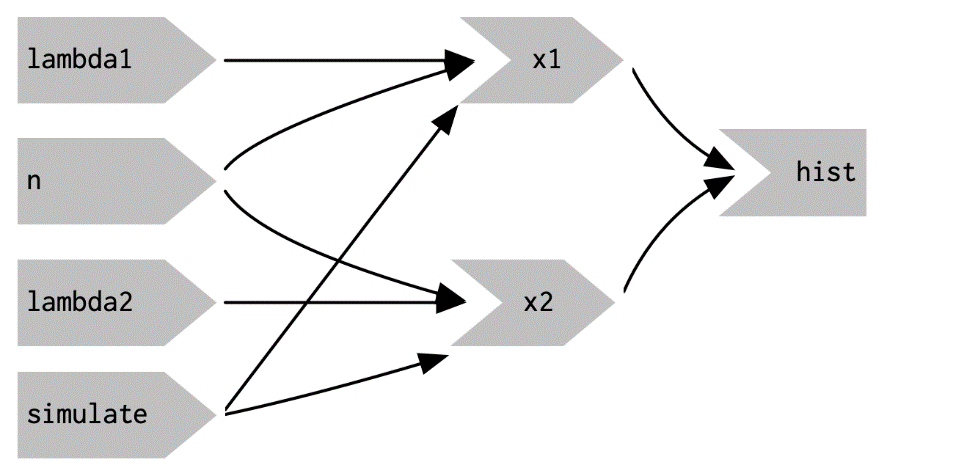 lambda1
x1
n
hist
lambda2
x2
simulate